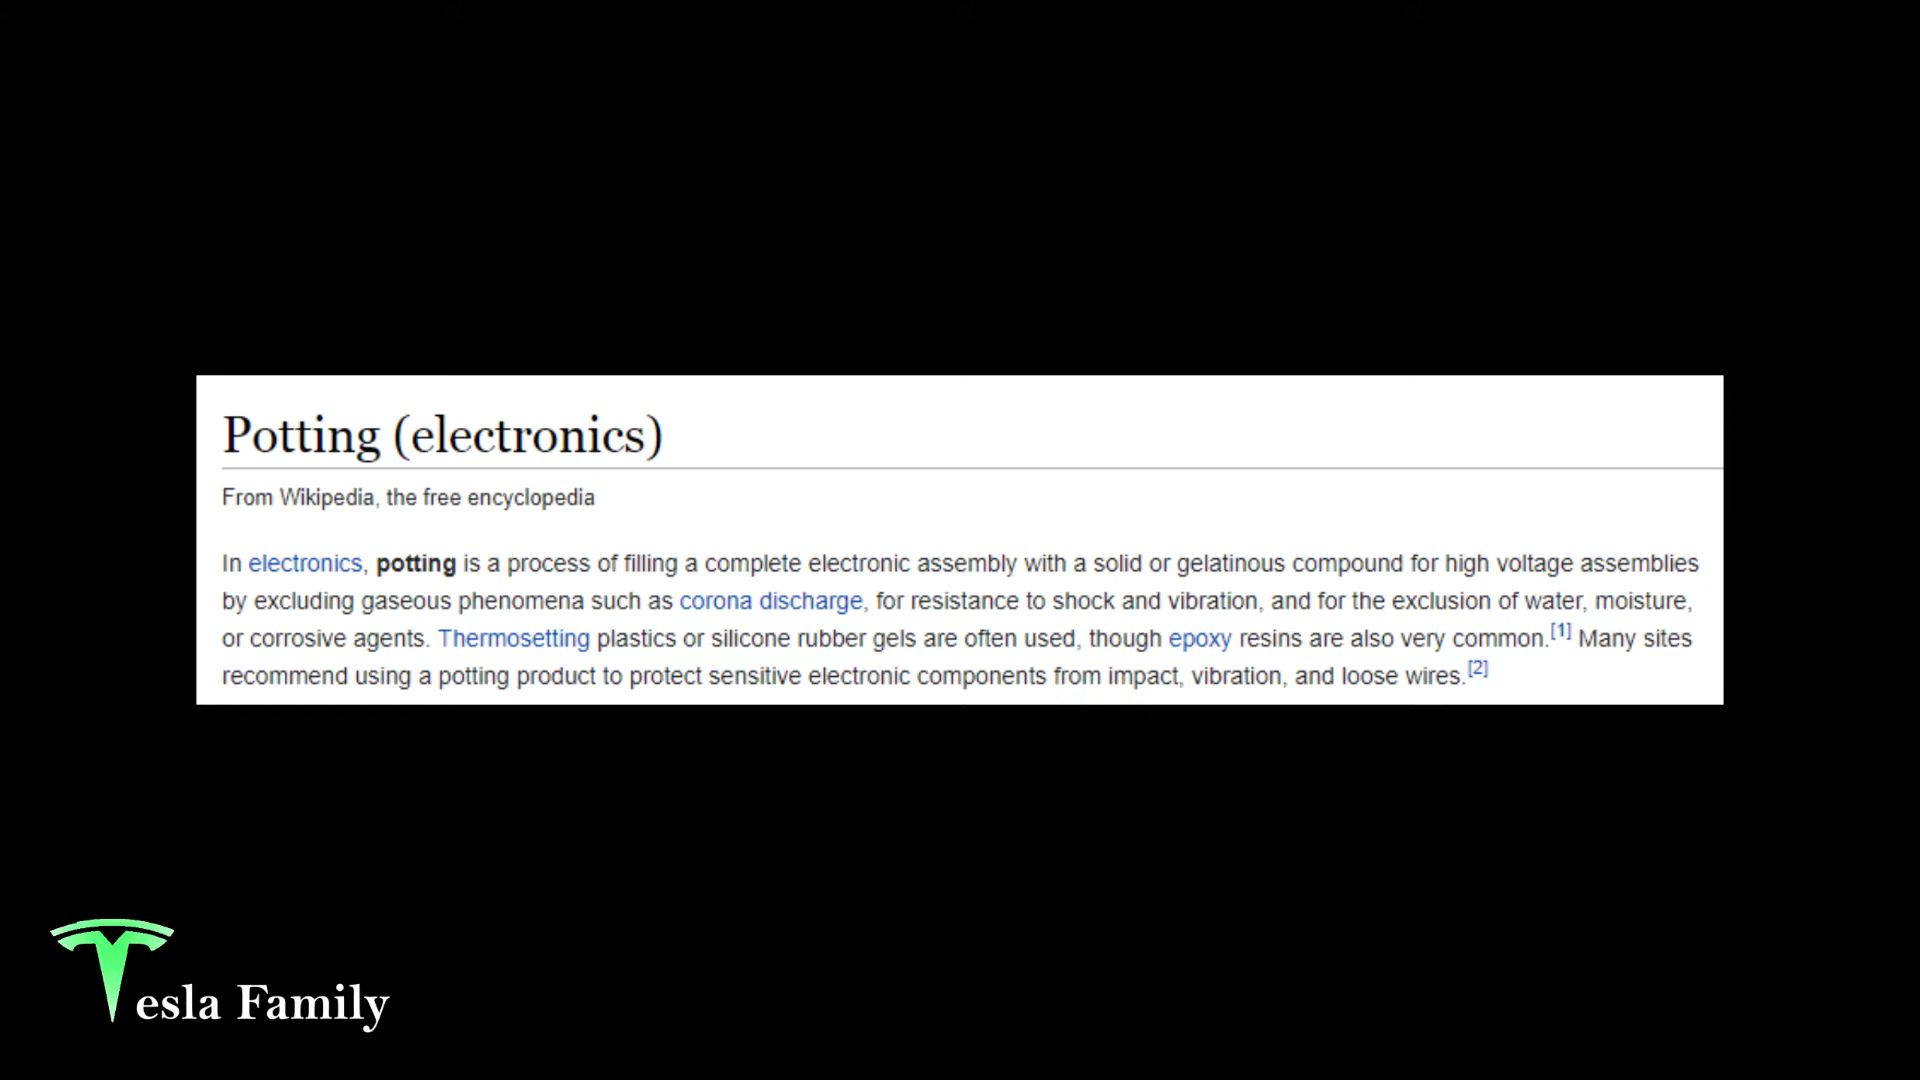 Potting (electronics)
From Wikipedia, the free encyclopedia
In electronics, potting is a process of filling a complete electronic assembly with a solid or gelatinous compound for high voltage assemblies
by excluding gaseous phenomena such as corona discharge, for resistance to shock and vibration, and for the exclusion of water, moisture,
or corrosive agents. Thermosetting plastics or silicone rubber gels are often used, though epoxy resins are also very common.[1] Many sites
recommend using a potting product to protect sensitive electronic components from impact, vibration, and loose wires.[2]
Tesla Family